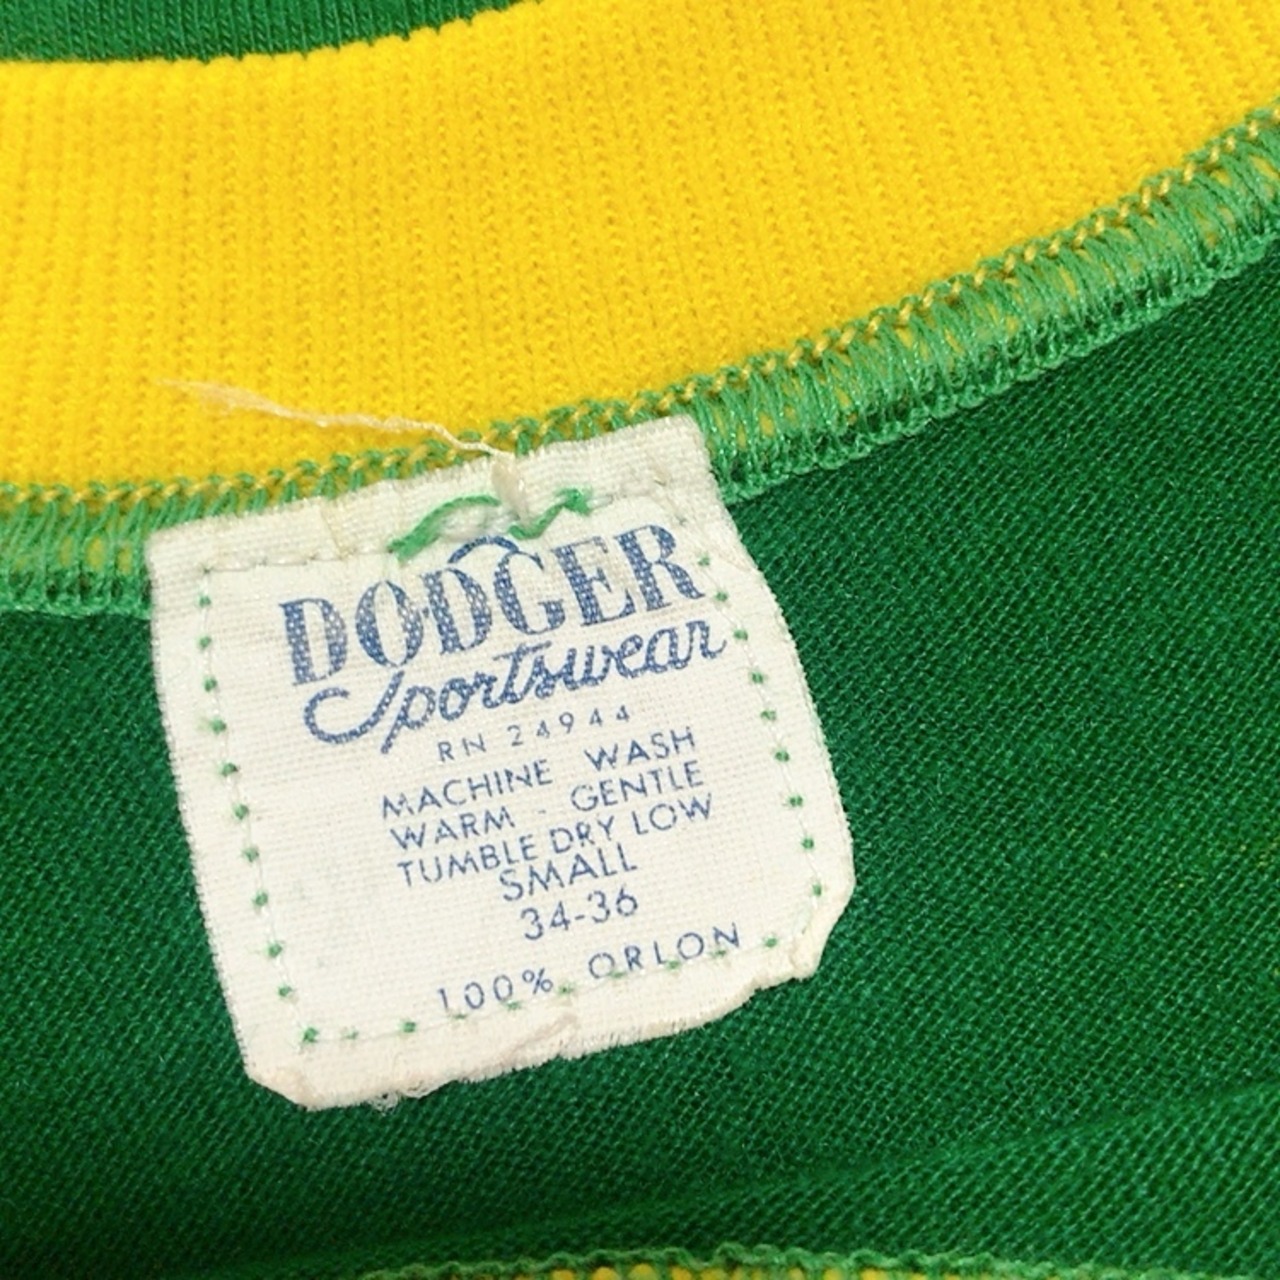 DODGER
Sportswear
RN 24944
MACHINE WASH
WARM - GENTLE
TUMBLE DRY LOW
SMALL
34-36
100% ORLON